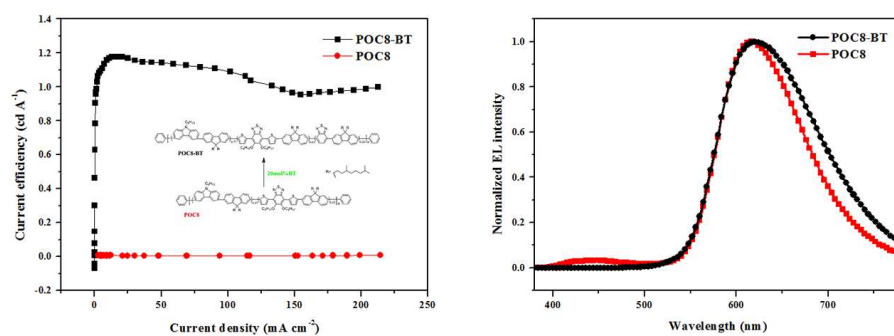 POC8-BT
POC8
1.4
1.2
1.0
0.8
0.6
0.4
0.2
0.0
-0.2
Current efficiency (cd A⁻¹)
POC8-BT
20mol%BT
POC8
0
50
100
150
200
250
Current density (mA cm⁻²)
POC8-BT
POC8
1.0
0.8
0.6
0.4
0.2
0.0
Normalized EL intensity
400
500
600
700
Wavelength (nm)